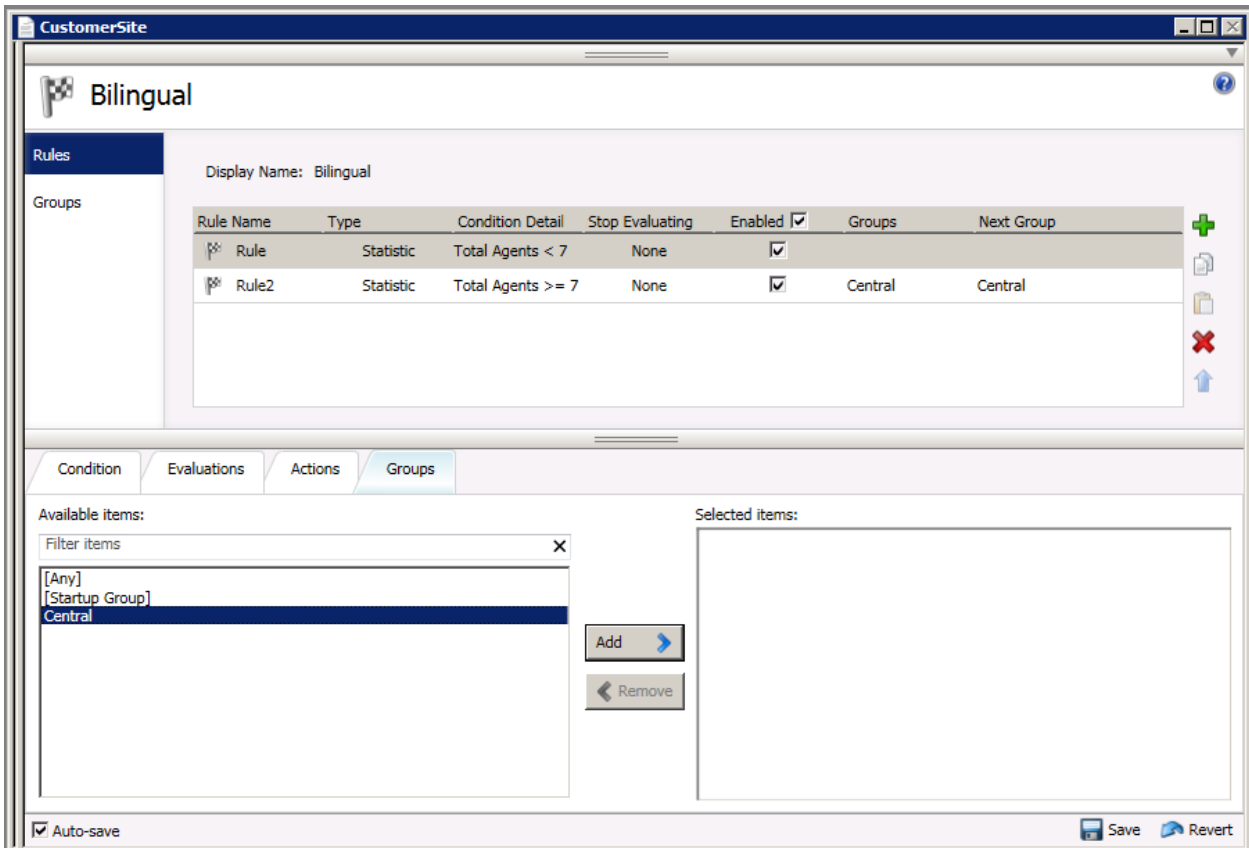 CustomerSite
Bilingual
Rules
Groups
Display Name: Bilingual
Rule Name Type Condition Detail Stop Evaluating Enabled Groups Next Group
Rule Statistic Total Agents < 7 None
Rule2 Statistic Total Agents >= 7 None Central Central
Condition Evaluations Actions Groups
Available items: Selected items:
Filter items
[Any]
[Startup Group]
Central
Add
Remove
Auto-save Save Revert